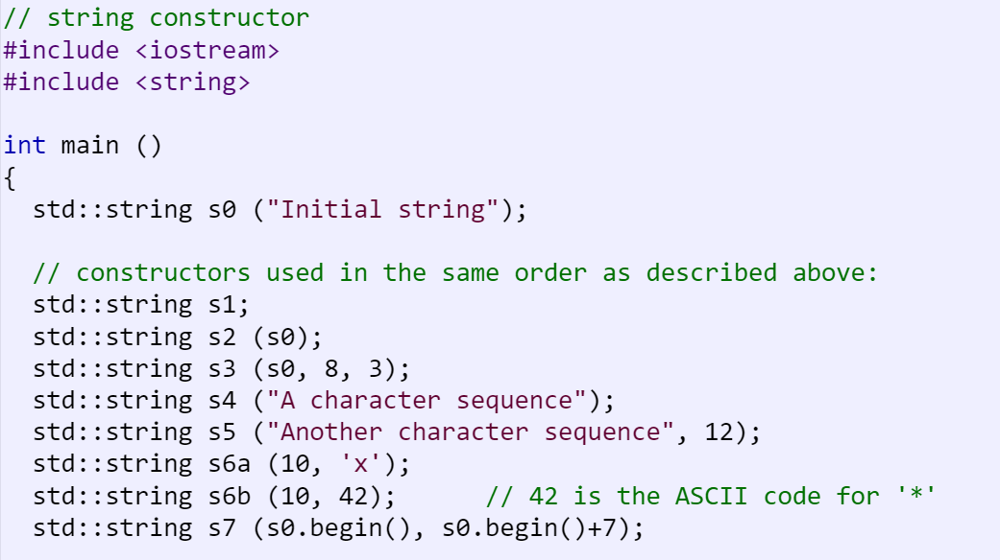 // string constructor
#include <iostream>
#include <string>
int main ()
{
std::string s0 ("Initial string");
// constructors used in the same order as described above:
std::string s1;
std::string s2 (s0);
std::string s3 (s0, 8, 3);
std::string s4 ("A character sequence");
std::string s5 ("Another character sequence", 12);
std::string s6a (10, 'x');
std::string s6b (10, 42);      // 42 is the ASCII code for '*'
std::string s7 (s0.begin(), s0.begin()+7);